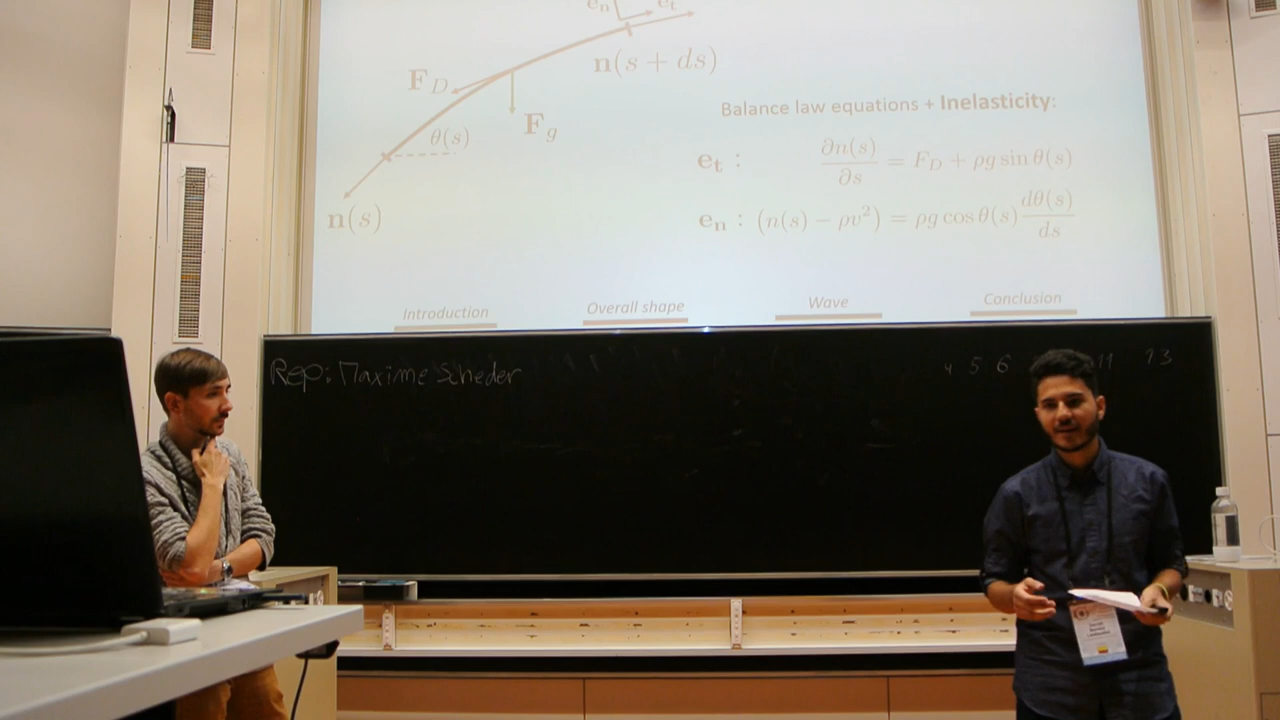 e_n e_t
n(s + ds)
F_D
F_g
θ(s)
n(s)
Balance law equations + Inelasticity:
e_t : ∂n(s)/∂s = F_D + ρg sin θ(s)
e_n : (n(s) − ρv²) = ρg cos θ(s) dθ(s)/ds
Introduction Overall shape Wave Conclusion
Rep: Maxime Scheder 4 5 6 11 13